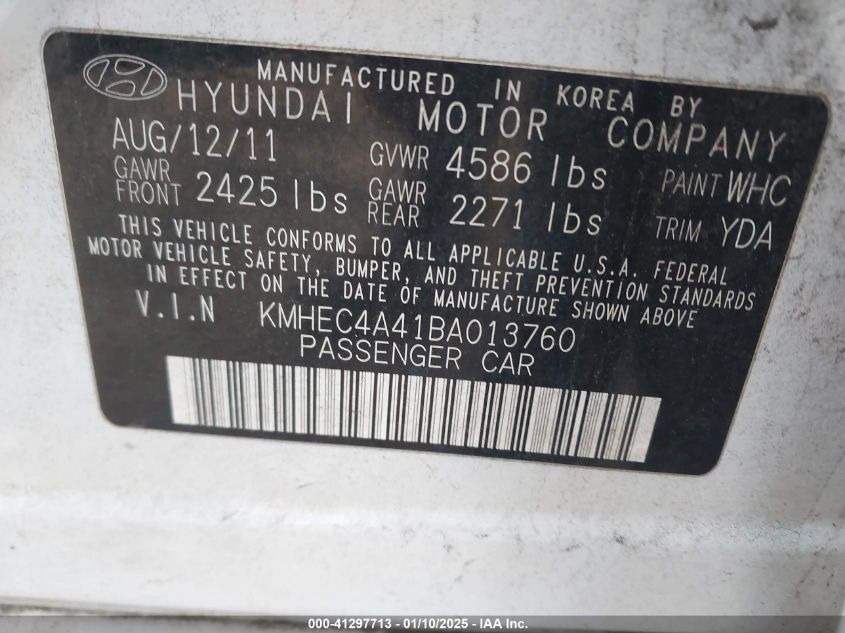 MANUFACTURED IN KOREA BY
HYUNDAI MOTOR COMPANY
AUG/12/11 GVWR 4586 lbs PAINT WHC
GAWR FRONT 2425 lbs GAWR REAR 2271 lbs TRIM YDA
THIS VEHICLE CONFORMS TO ALL APPLICABLE U.S.A. FEDERAL
MOTOR VEHICLE SAFETY, BUMPER, AND THEFT PREVENTION STANDARDS
IN EFFECT ON THE DATE OF MANUFACTURE SHOWN ABOVE
V.I.N KMHEC4A41BA013760
PASSENGER CAR
000-41297713 — 01/10/2025 - IAA Inc.